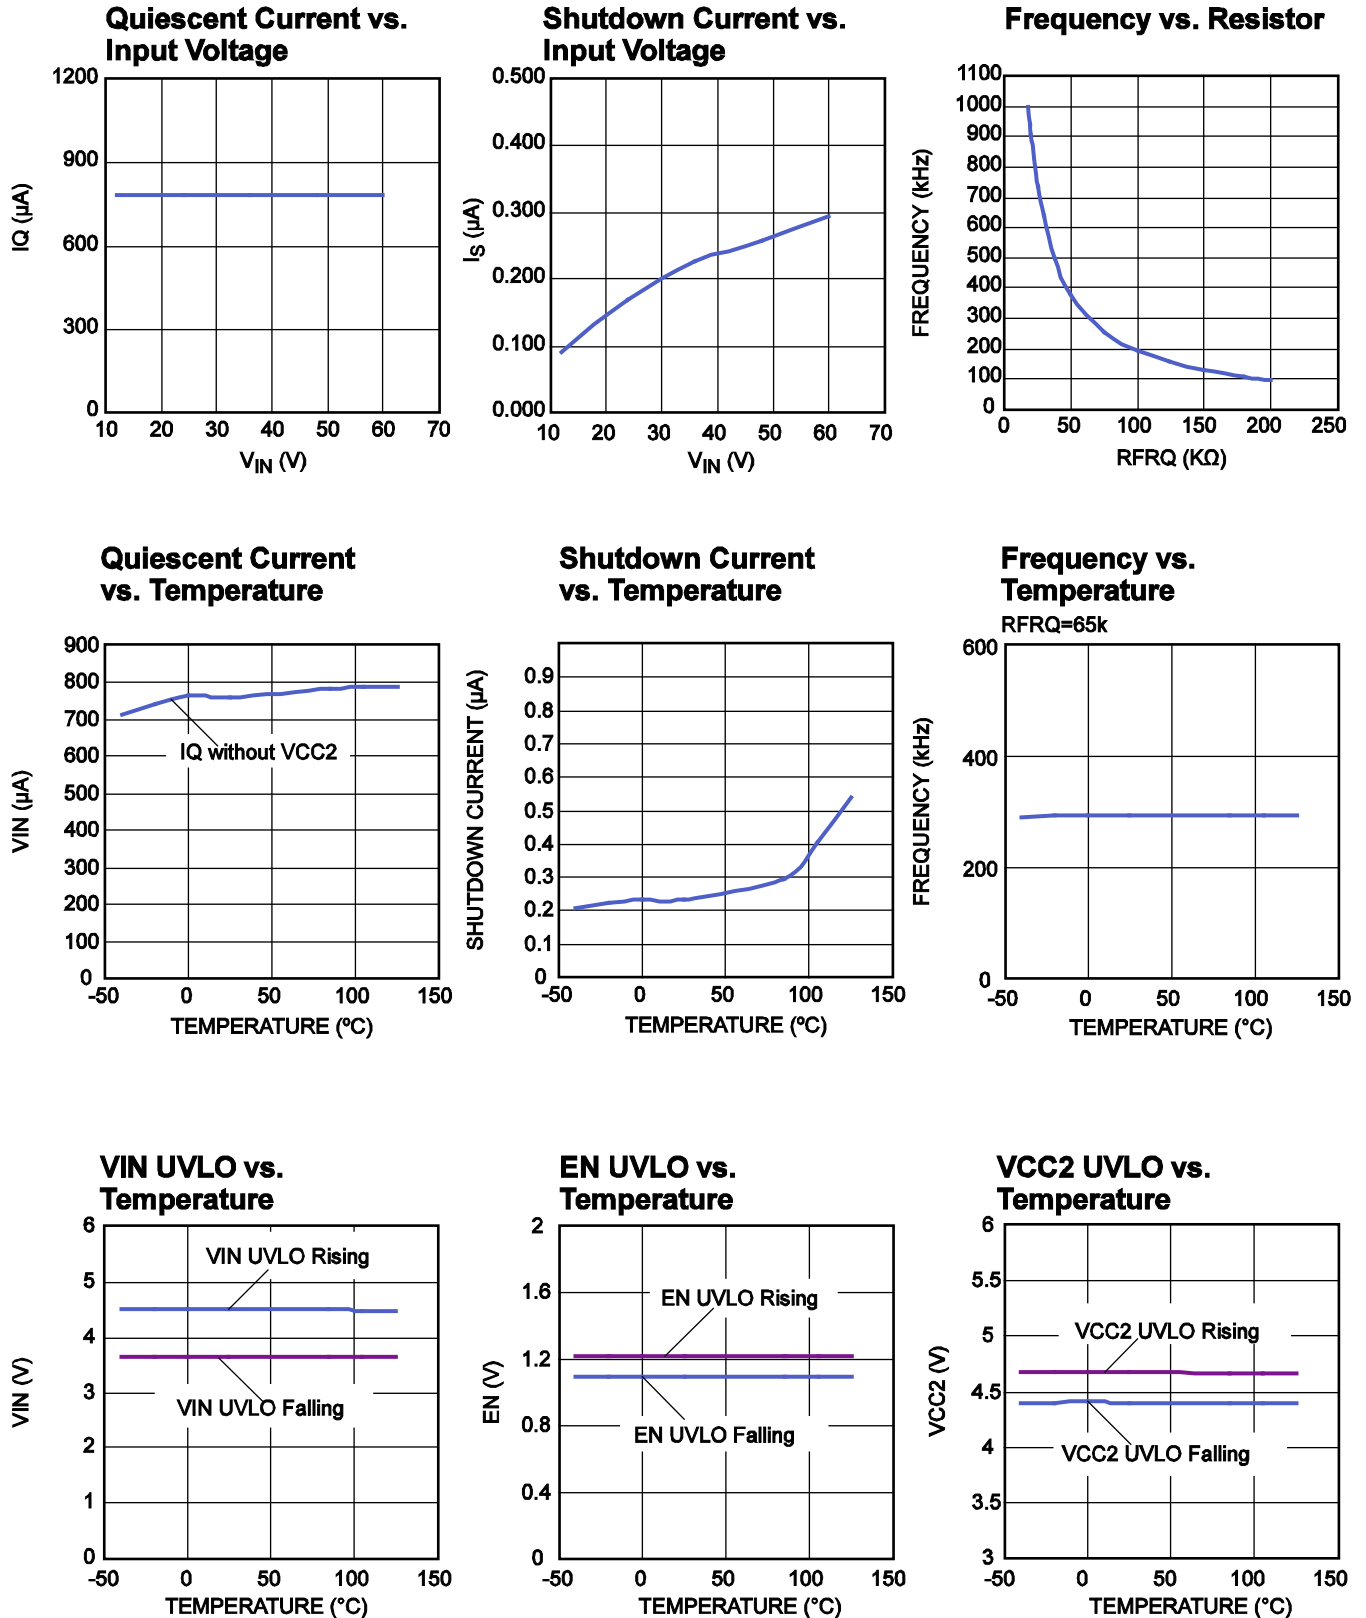 Quiescent Current vs.
Input Voltage
1200
900
600
300
0
10 20 30 40 50 60 70
IQ (µA)
VIN (V)
Shutdown Current vs.
Input Voltage
0.500
0.400
0.300
0.200
0.100
0.000
10 20 30 40 50 60 70
IS (µA)
VIN (V)
Frequency vs. Resistor
1100
1000
900
800
700
600
500
400
300
200
100
0
0 50 100 150 200 250
FREQUENCY (kHz)
RFRQ (KΩ)
Quiescent Current
vs. Temperature
900
800
700
600
500
400
300
200
100
0
-50 0 50 100 150
IQ without VCC2
VIN (µA)
TEMPERATURE (ºC)
Shutdown Current
vs. Temperature
0.9
0.8
0.7
0.6
0.5
0.4
0.3
0.2
0.1
0
-50 0 50 100 150
SHUTDOWN CURRENT (µA)
TEMPERATURE (ºC)
Frequency vs.
Temperature
RFRQ=65k
600
400
200
0
-50 0 50 100 150
FREQUENCY (kHz)
TEMPERATURE (°C)
VIN UVLO vs.
Temperature
6
5
4
3
2
1
0
-50 0 50 100 150
VIN UVLO Rising
VIN UVLO Falling
VIN (V)
TEMPERATURE (°C)
EN UVLO vs.
Temperature
2
1.6
1.2
0.8
0.4
0
-50 0 50 100 150
EN UVLO Rising
EN UVLO Falling
EN (V)
TEMPERATURE (°C)
VCC2 UVLO vs.
Temperature
6
5.5
5
4.5
4
3.5
3
-50 0 50 100 150
VCC2 UVLO Rising
VCC2 UVLO Falling
VCC2 (V)
TEMPERATURE (°C)